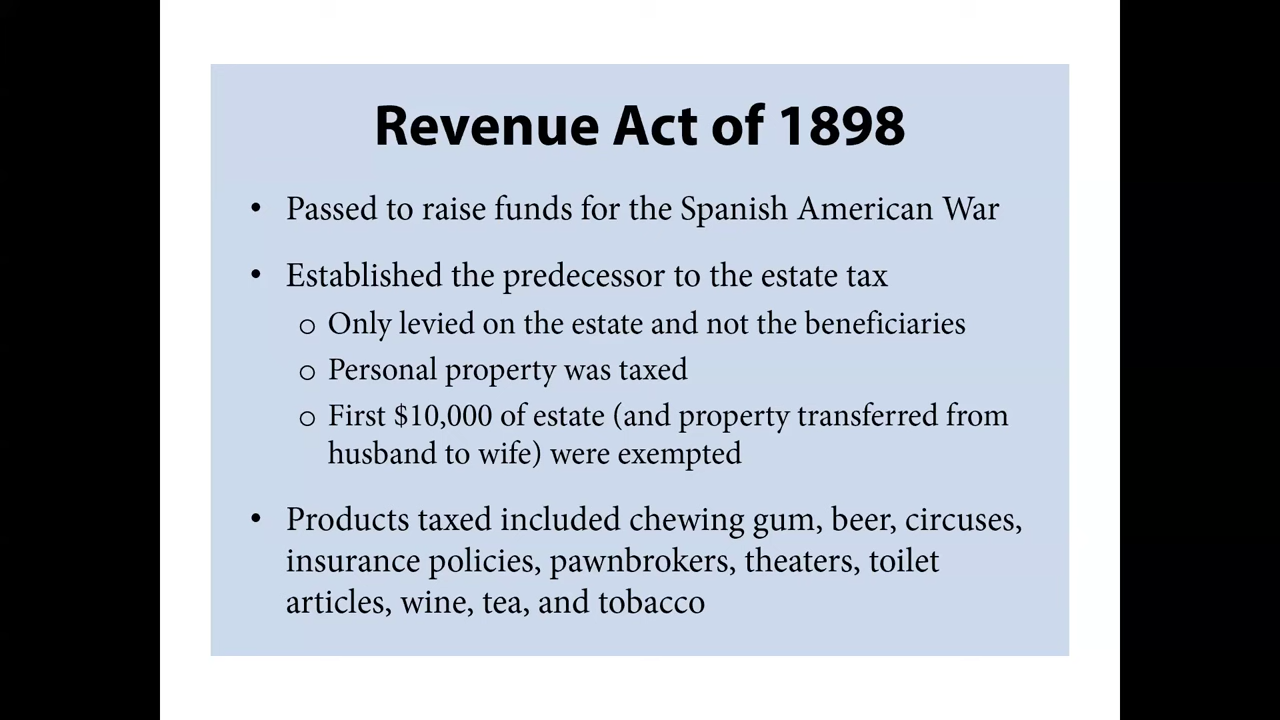 Revenue Act of 1898
• Passed to raise funds for the Spanish American War
• Established the predecessor to the estate tax
o Only levied on the estate and not the beneficiaries
o Personal property was taxed
o First $10,000 of estate (and property transferred from
husband to wife) were exempted
• Products taxed included chewing gum, beer, circuses,
insurance policies, pawnbrokers, theaters, toilet
articles, wine, tea, and tobacco